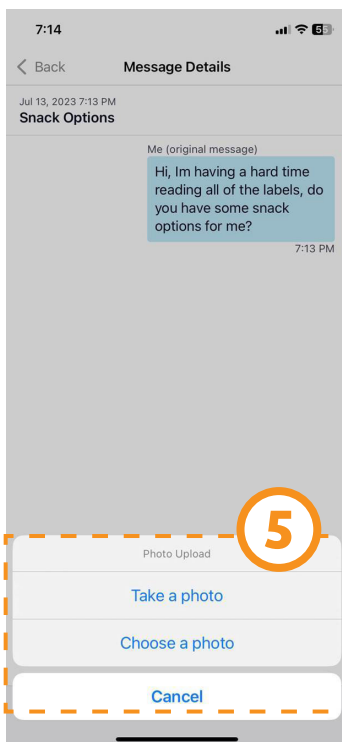 7:14
55
Back
Message Details
Jul 13, 2023 7:13 PM
Snack Options
Me (original message)
Hi, Im having a hard time
reading all of the labels, do
you have some snack
options for me?
7:13 PM
5
Photo Upload
Take a photo
Choose a photo
Cancel